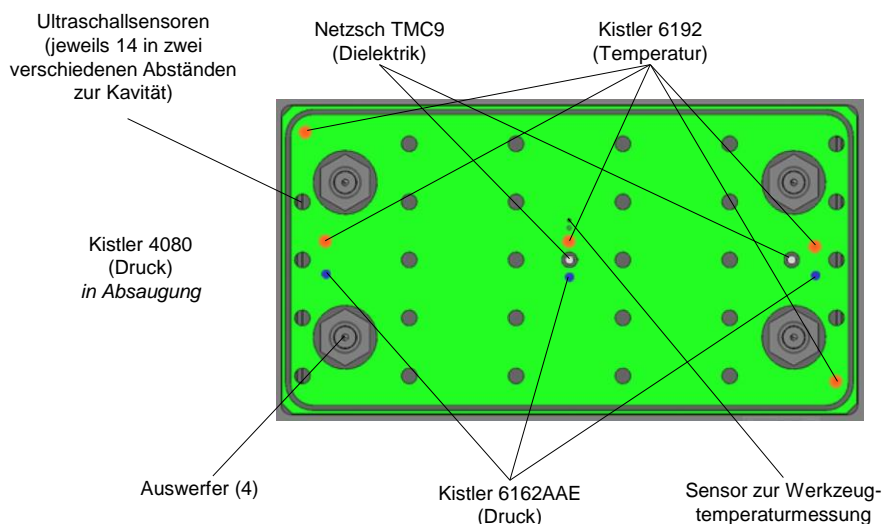 Ultraschallsensoren
(jeweils 14 in zwei
verschiedenen Abständen
zur Kavität)
Netzsch TMC9
(Dielektrik)
Kistler 6192
(Temperatur)
Kistler 4080
(Druck)
in Absaugung
Auswerfer (4)
Kistler 6162AAE
(Druck)
Sensor zur Werkzeug-
temperaturmessung